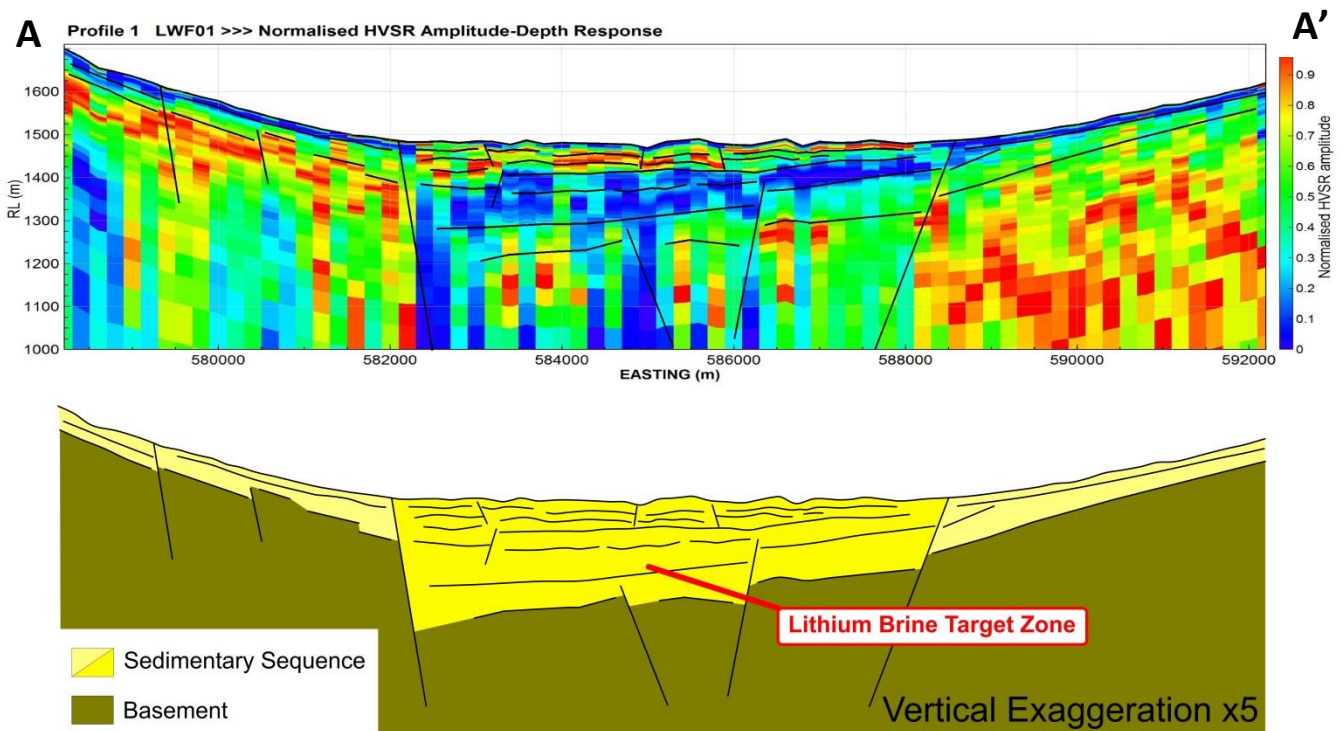 A
A’
Profile 1 LWF01 >>> Normalised HVSR Amplitude-Depth Response
RL (m)
1600
1500
1400
1300
1200
1100
1000
580000
582000
584000
586000
588000
590000
592000
EASTING (m)
0.9
0.8
0.7
0.6
0.5
0.4
0.3
0.2
0.1
0
Normalised HVSR amplitude
Lithium Brine Target Zone
Sedimentary Sequence
Basement
Vertical Exaggeration x5